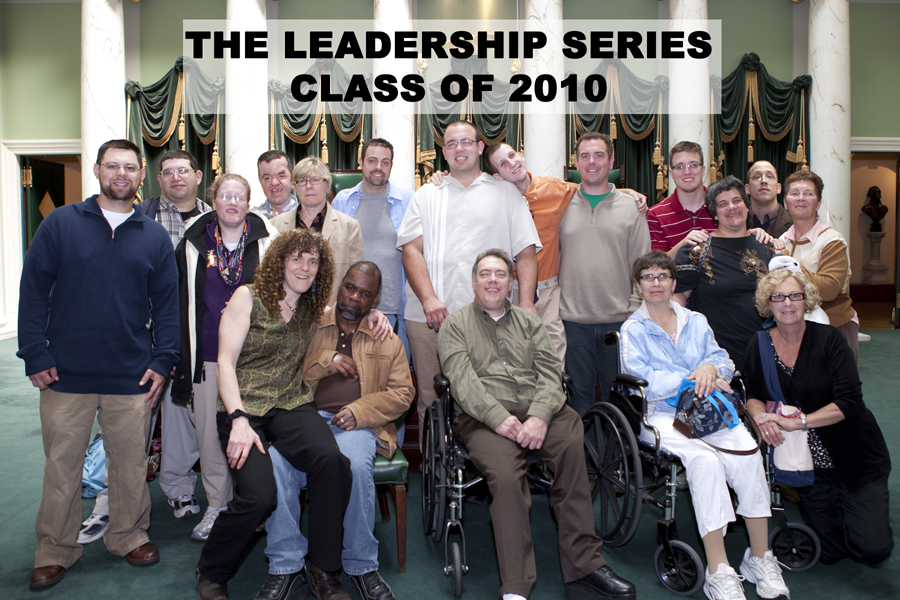 THE LEADERSHIP SERIES
CLASS OF 2010